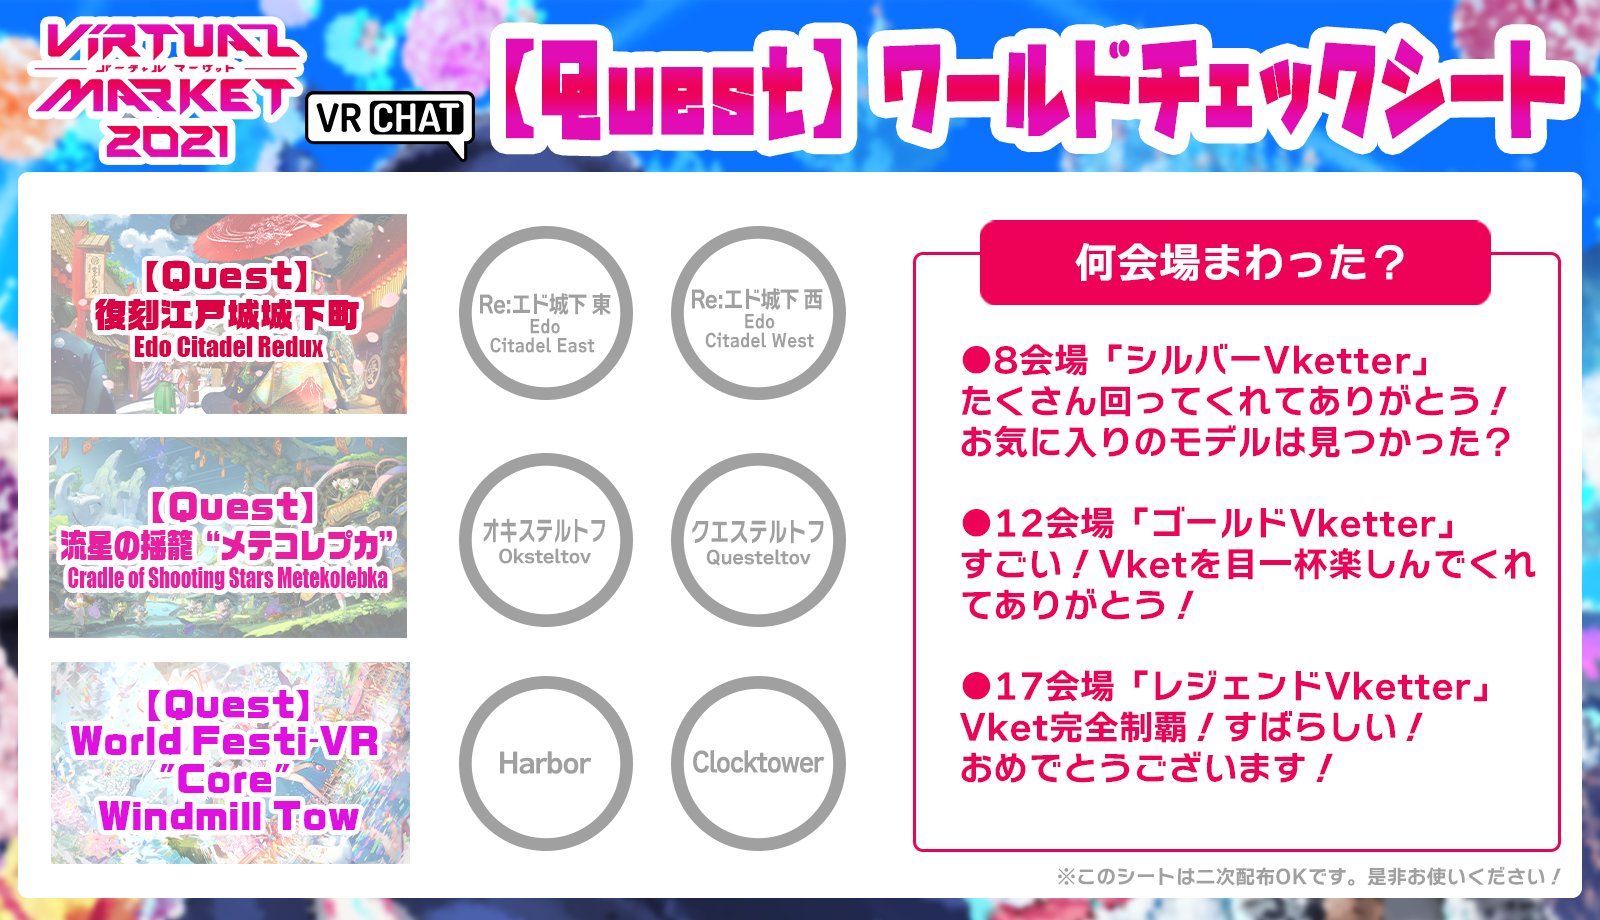 VIRTUAL
バーチャルマーケット
MARKET
2021
VR CHAT
【Quest】ワールドチェックシート
【Quest】
復刻江戸城城下町
Edo Citadel Redux
Re:エド城下 東
Edo
Citadel East
Re:エド城下 西
Edo
Citadel West
【Quest】
流星の揺籠 “メテコレプカ”
Cradle of Shooting Stars Metekolebka
オキステルトフ
Oksteltov
クエステルトフ
Questeltov
【Quest】
World Festi-VR
"Core"
Windmill Tow
Harbor
Clocktower
何会場まわった？
●8会場「シルバーVketter」
たくさん回ってくれてありがとう！
お気に入りのモデルは見つかった？
●12会場「ゴールドVketter」
すごい！Vketを目一杯楽しんでくれ
てありがとう！
●17会場「レジェンドVketter」
Vket完全制覇！すばらしい！
おめでとうございます！
※このシートは二次配布OKです。是非お使いください！